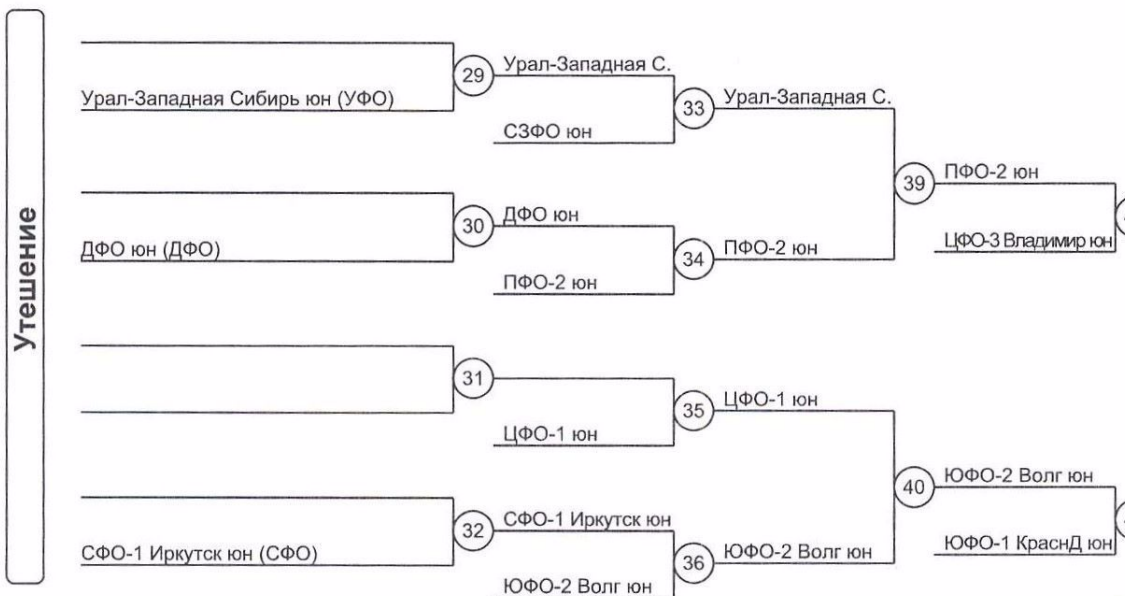 Утешение
29
Урал-Западная С.
Урал-Западная Сибирь юн (УФО)
33
Урал-Западная С.
СЗФО юн
39
ПФО-2 юн
30
ДФО юн
ДФО юн (ДФО)
ЦФО-3 Владимир юн
34
ПФО-2 юн
ПФО-2 юн
31
35
ЦФО-1 юн
ЦФО-1 юн
40
ЮФО-2 Волг юн
32
СФО-1 Иркутск юн
СФО-1 Иркутск юн (СФО)
ЮФО-1 КраснД юн
36
ЮФО-2 Волг юн
ЮФО-2 Волг юн